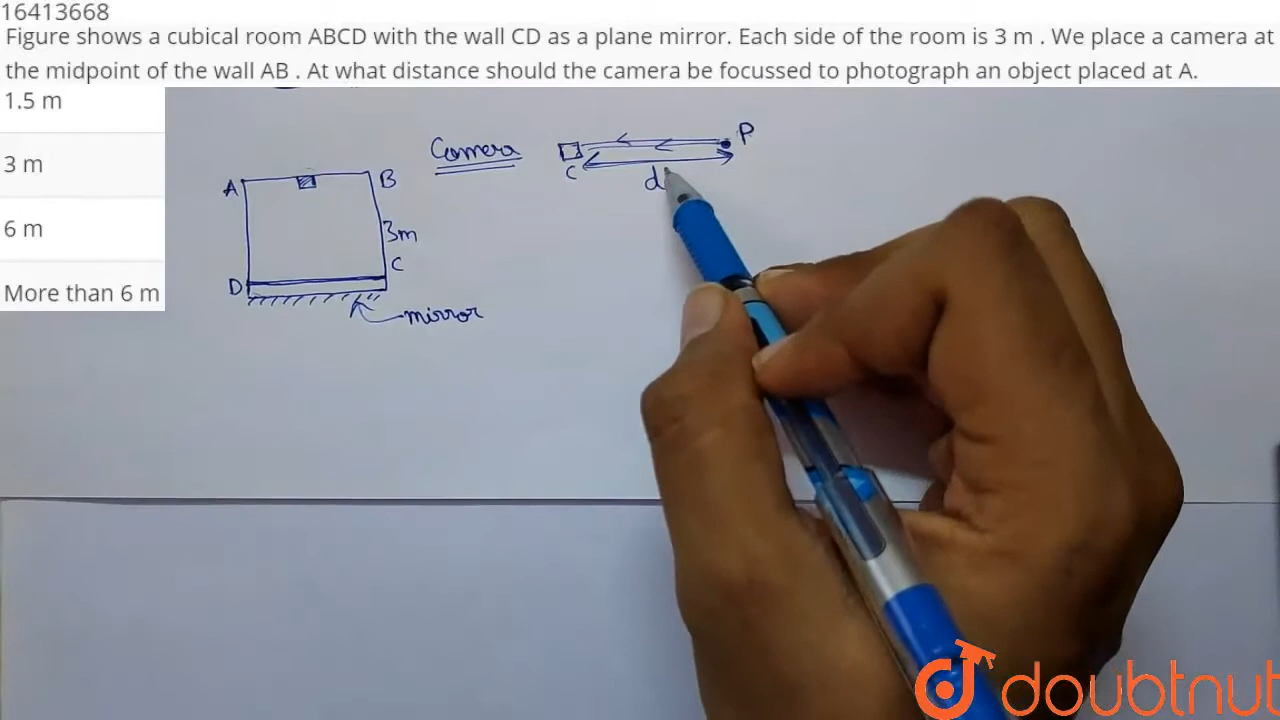 16413668
Figure shows a cubical room ABCD with the wall CD as a plane mirror. Each side of the room is 3 m . We place a camera at
the midpoint of the wall AB . At what distance should the camera be focussed to photograph an object placed at A.
1.5 m
3 m
6 m
More than 6 m
Camera
P
C
d
A
B
3m
C
D
mirror
doubtnut